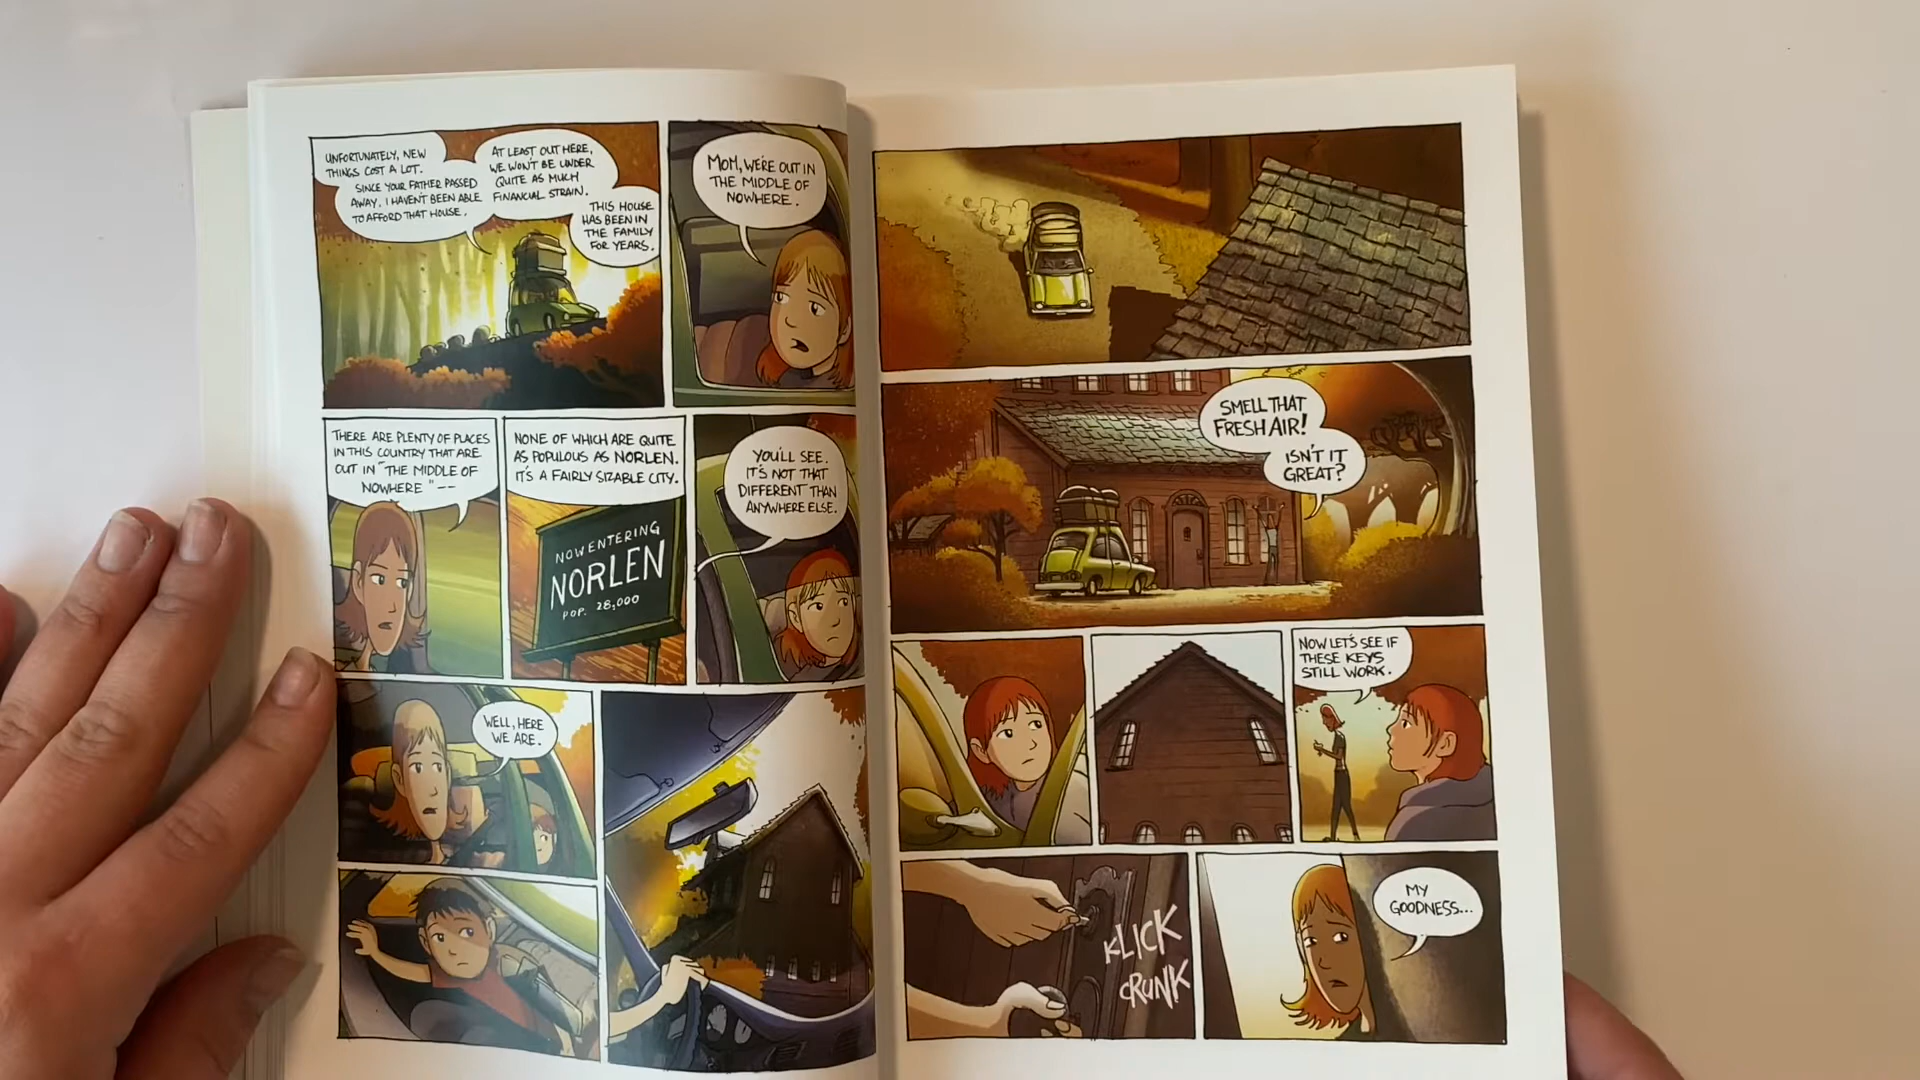 UNFORTUNATELY, NEW
THINGS COST A LOT.
SINCE YOUR FATHER PASSED
AWAY, I HAVEN'T BEEN ABLE
TO AFFORD THAT HOUSE.
AT LEAST OUT HERE,
WE WON'T BE UNDER
QUITE AS MUCH
FINANCIAL STRAIN.
THIS HOUSE
HAS BEEN IN
THE FAMILY
FOR YEARS.
MOM, WE'RE OUT IN
THE MIDDLE OF
NOWHERE.
THERE ARE PLENTY OF PLACES
IN THIS COUNTRY THAT ARE
OUT IN "THE MIDDLE OF
NOWHERE" --
NONE OF WHICH ARE QUITE
AS POPULOUS AS NORLEN.
IT'S A FAIRLY SIZABLE CITY.
NOW ENTERING
NORLEN
POP. 28,000
YOU'LL SEE.
IT'S NOT THAT
DIFFERENT THAN
ANYWHERE ELSE.
WELL, HERE
WE ARE.
SMELL THAT
FRESH AIR!
ISN'T IT
GREAT?
NOW LET'S SEE IF
THESE KEYS
STILL WORK.
KLICK
CRUNK
MY
GOODNESS...